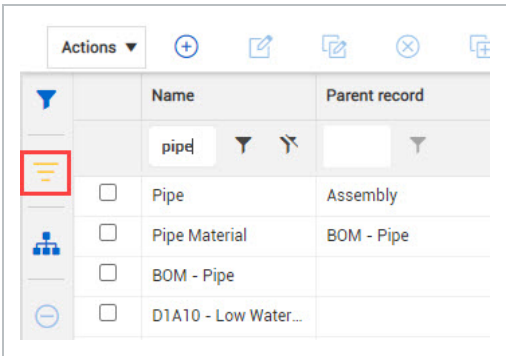 Actions
Name Parent record
pipe
Pipe Assembly
Pipe Material BOM - Pipe
BOM - Pipe
D1A10 - Low Water...